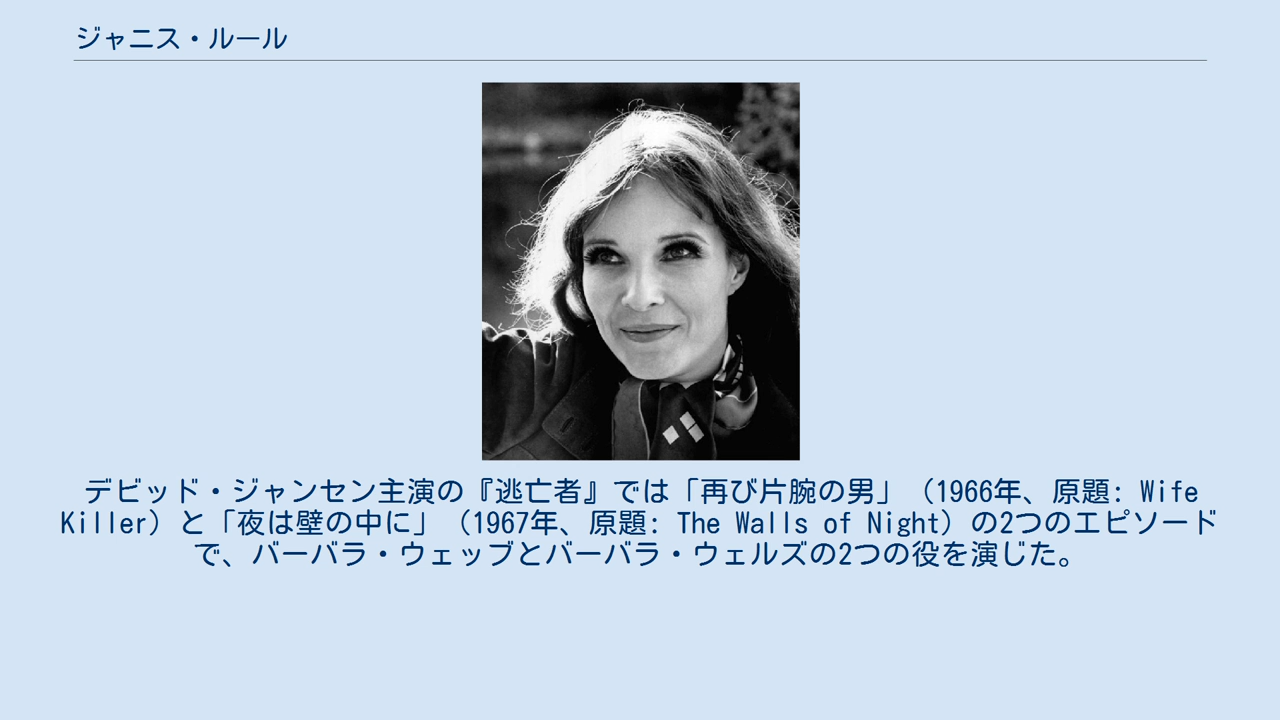 ジャニス・ルール
デビッド・ジャンセン主演の『逃亡者』では「再び片腕の男」（1966年、原題: Wife
Killer）と「夜は壁の中に」（1967年、原題: The Walls of Night）の2つのエピソード
で、バーバラ・ウェッブとバーバラ・ウェルズの2つの役を演じた。